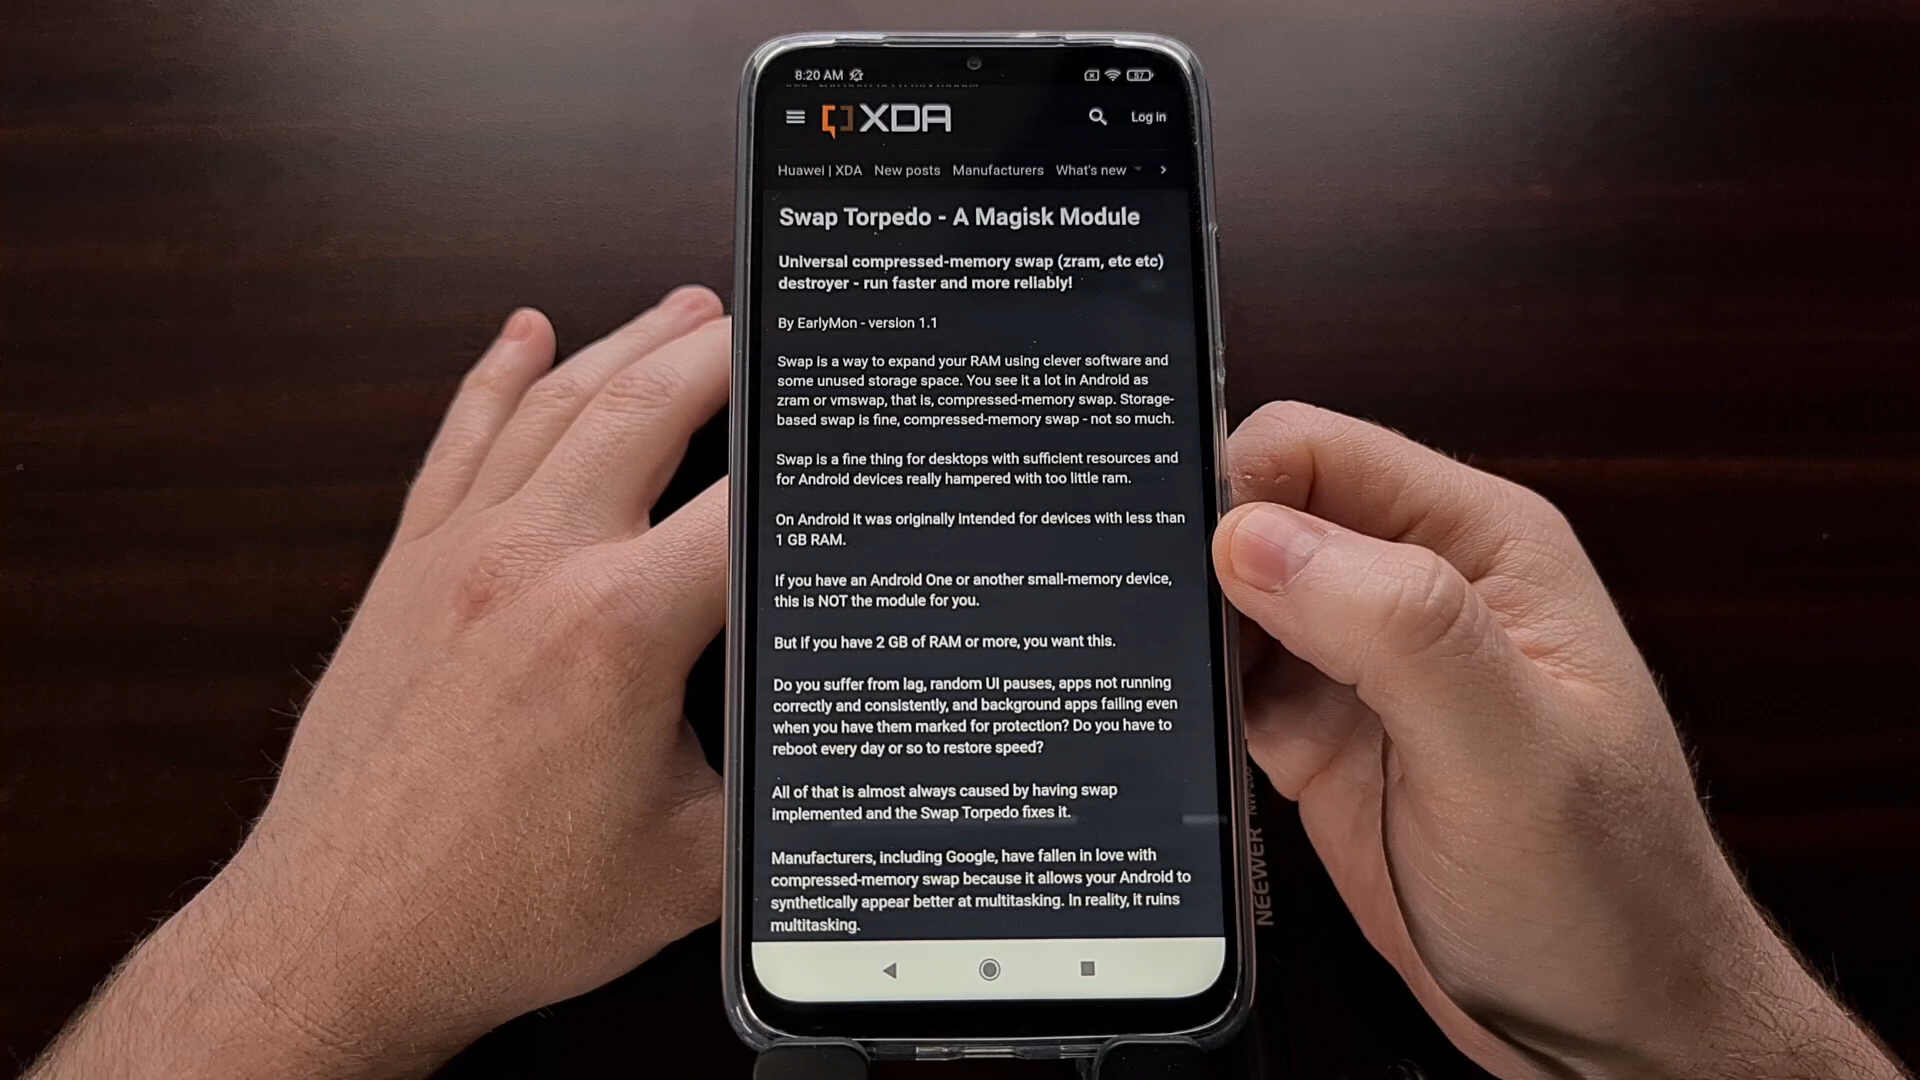 8:20 AM 57
XDA Log in
Huawei | XDA New posts Manufacturers What's new
Swap Torpedo - A Magisk Module
Universal compressed-memory swap (zram, etc etc)
destroyer - run faster and more reliably!
By EarlyMon - version 1.1
Swap is a way to expand your RAM using clever software and
some unused storage space. You see it a lot in Android as
zram or vmswap, that is, compressed-memory swap. Storage-
based swap is fine, compressed-memory swap - not so much.
Swap is a fine thing for desktops with sufficient resources and
for Android devices really hampered with too little ram.
On Android it was originally intended for devices with less than
1 GB RAM.
If you have an Android One or another small-memory device,
this is NOT the module for you.
But if you have 2 GB of RAM or more, you want this.
Do you suffer from lag, random UI pauses, apps not running
correctly and consistently, and background apps failing even
when you have them marked for protection? Do you have to
reboot every day or so to restore speed?
All of that is almost always caused by having swap
implemented and the Swap Torpedo fixes it.
Manufacturers, including Google, have fallen in love with
compressed-memory swap because it allows your Android to
synthetically appear better at multitasking. In reality, it ruins
multitasking.
NEEWER